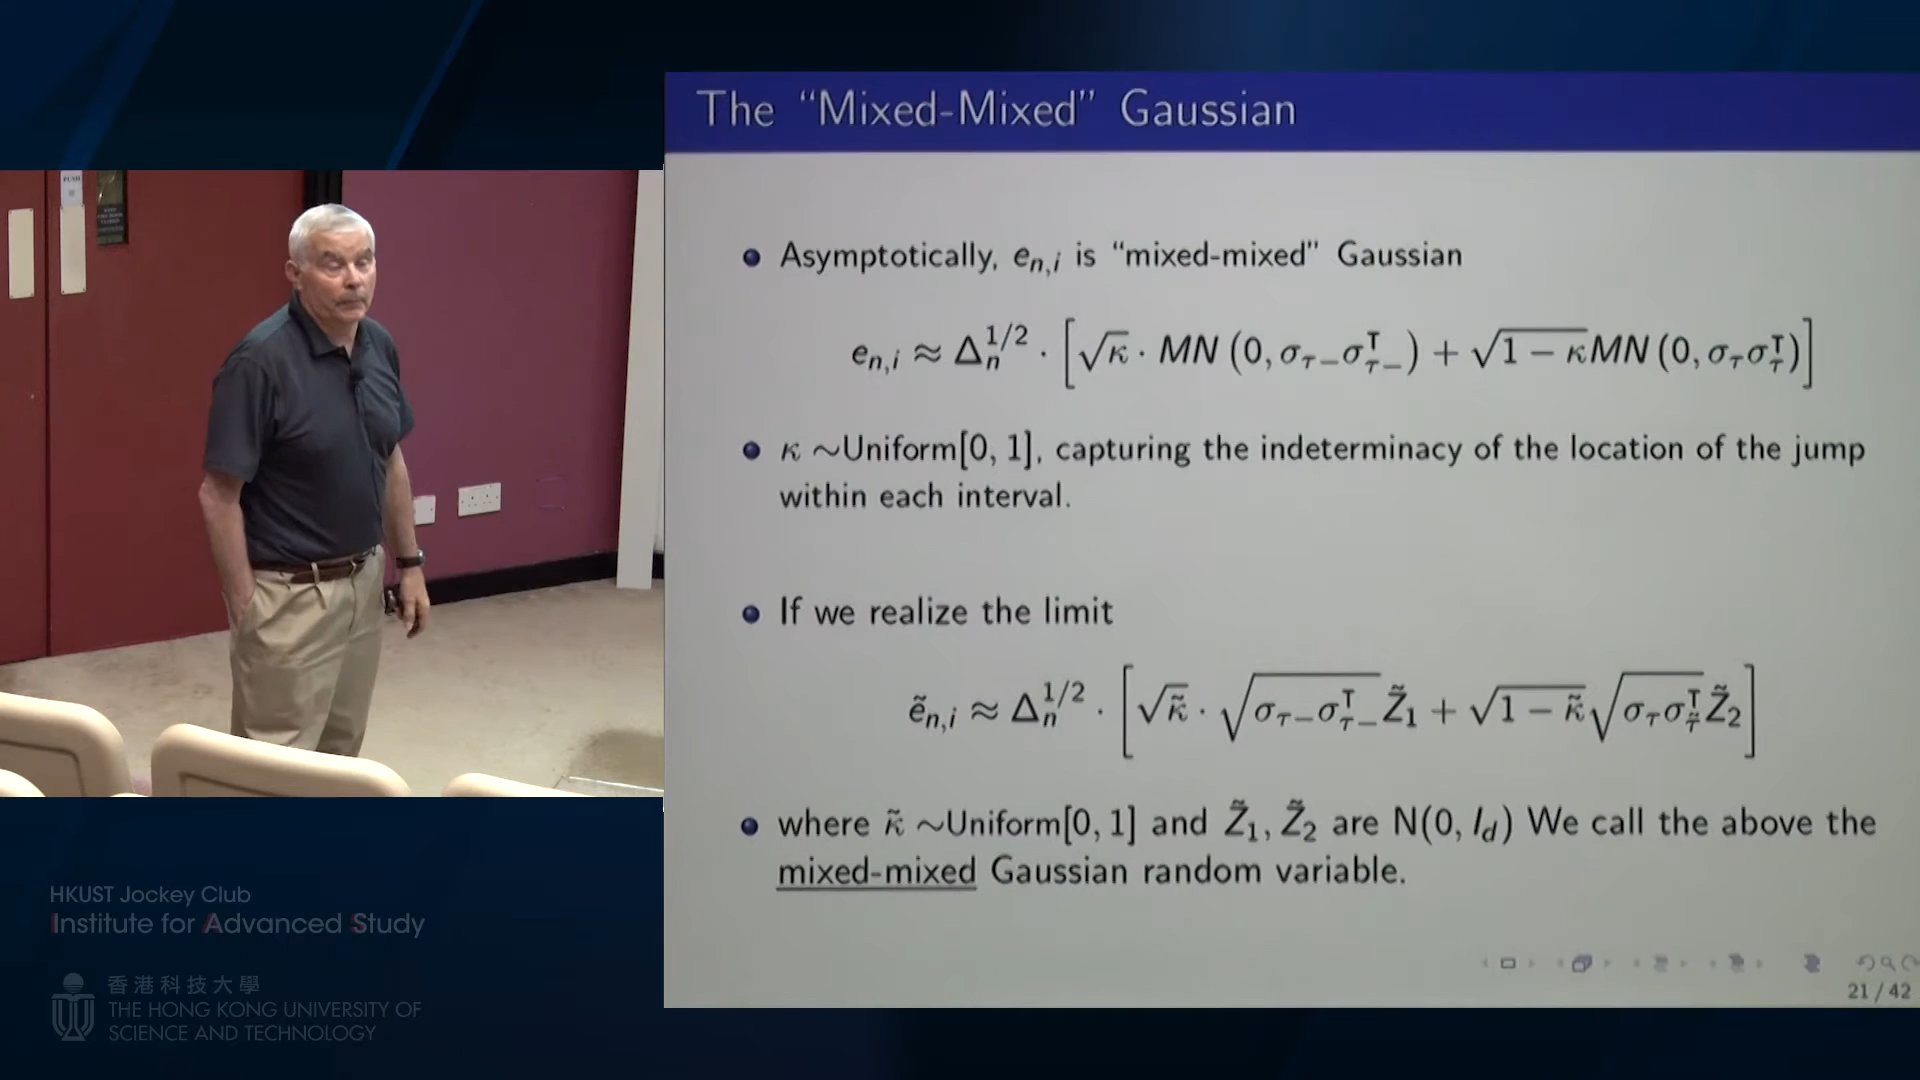 The “Mixed-Mixed” Gaussian
Asymptotically, e_{n,i} is “mixed-mixed” Gaussian
e_{n,i} ≈ Δ_n^{1/2} · [√κ · MN (0, σ_{τ−}σ_{τ−}^⊤) + √(1 − κ)MN (0, σ_τσ_τ^⊤)]
κ ∼Uniform[0, 1], capturing the indeterminacy of the location of the jump
within each interval.
If we realize the limit
ẽ_{n,i} ≈ Δ_n^{1/2} · [√κ̃ · √(σ_{τ−}σ_{τ−}^⊤) Z̃_1 + √(1 − κ̃) √(σ_τσ_τ̃^⊤) Z̃_2]
where κ̃ ∼Uniform[0, 1] and Z̃_1, Z̃_2 are N(0, I_d) We call the above the
mixed-mixed Gaussian random variable.
21 / 42
PUSH
HKUST Jockey Club
Institute for Advanced Study
香港科技大學
THE HONG KONG UNIVERSITY OF
SCIENCE AND TECHNOLOGY